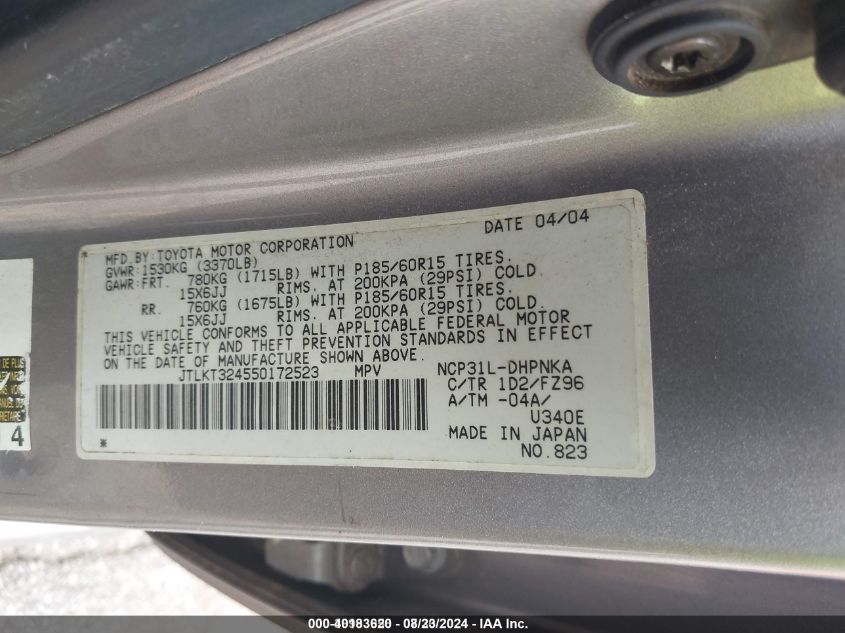 DATE 04/04
MFD.BY:TOYOTA MOTOR CORPORATION
GVWR:1530KG (3370LB)
GAWR:FRT. 780KG (1715LB) WITH P185/60R15 TIRES.
15X6JJ RIMS. AT 200KPA (29PSI) COLD.
RR. 760KG (1675LB) WITH P185/60R15 TIRES.
15X6JJ RIMS. AT 200KPA (29PSI) COLD.
THIS VEHICLE CONFORMS TO ALL APPLICABLE FEDERAL MOTOR
VEHICLE SAFETY AND THEFT PREVENTION STANDARDS IN EFFECT
ON THE DATE OF MANUFACTURE SHOWN ABOVE.
JTLKT324550172523 MPV NCP31L-DHPNKA
C/TR 1D2/FZ96
A/TM -04A/
U340E
MADE IN JAPAN
* NO.823
DE PLUS
4
- 08/23/2024 - IAA Inc.